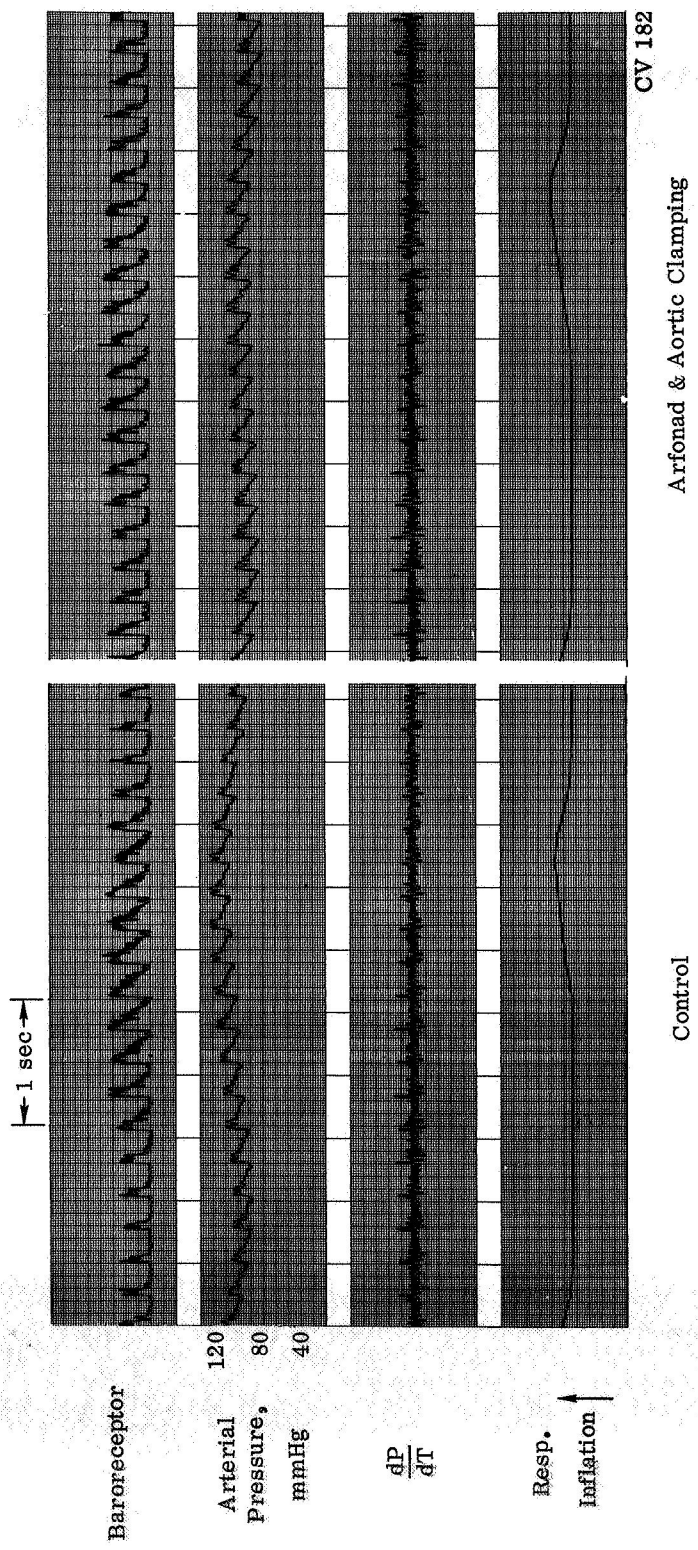 ← 1 sec →
Baroreceptor
Arterial
Pressure,
mmHg
120
80
40
dP
dT
Resp.
Inflation
Control
Arfonad & Aortic Clamping
CV 182